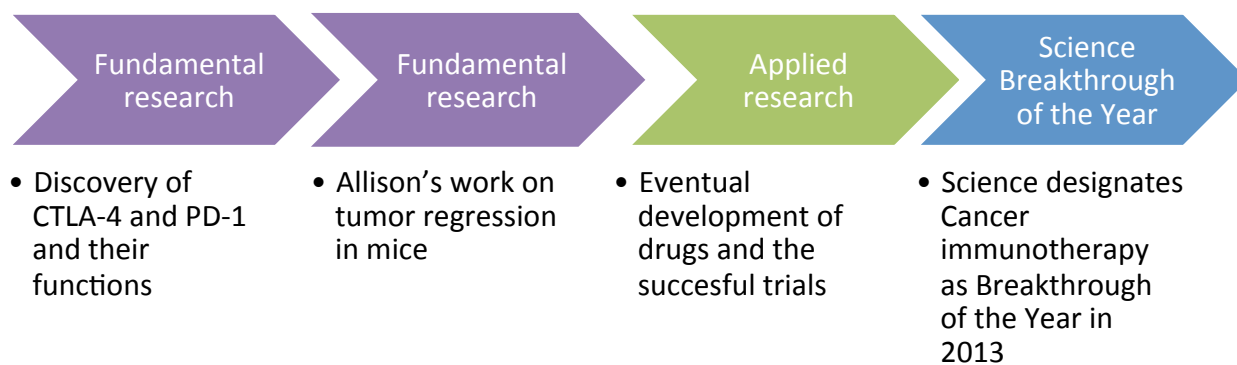 Fundamental
research
Fundamental
research
Applied
research
Science
Breakthrough
of the Year
• Discovery of
CTLA-4 and PD-1
and their
functions
• Allison's work on
tumor regression
in mice
• Eventual
development of
drugs and the
succesful trials
• Science designates
Cancer
immunotherapy
as Breakthrough
of the Year in
2013